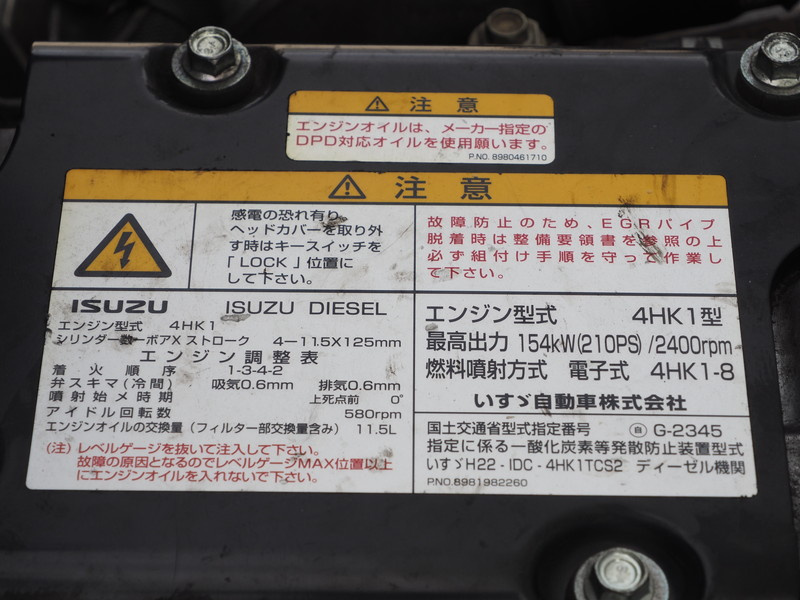 ⚠ 注意
エンジンオイルは、メーカー指定の
DPD対応オイルを使用願います。
P.NO. 8980461710
⚠ 注意
感電の恐れ有り。
ヘッドカバーを取り外
す時はキースイッチを
「LOCK」位置に
して下さい。
故障防止のため、EGRパイプ
脱着時は整備要領書を参照の上
必ず組付け手順を守って作業し
て下さい。
ISUZU ISUZU DIESEL
エンジン型式 4HK1
シリンダー数ーボアX ストローク 4ー11.5X125mm
エンジン調整表
着火順序 1-3-4-2
弁スキマ(冷間) 吸気0.6mm 排気0.6mm
噴射始メ時期 上死点前 0°
アイドル回転数 580rpm
エンジンオイルの交換量(フィルター部交換量含み) 11.5L
(注)レベルゲージを抜いて注入して下さい。
故障の原因となるのでレベルゲージMAX位置以上
にエンジンオイルを入れないで下さい。
エンジン型式 4HK1型
最高出力 154kW(210PS)/2400rpm
燃料噴射方式 電子式 4HK1-8
いすゞ自動車株式会社
国土交通省型式指定番号 自 G-2345
指定に係る一酸化炭素等発散防止装置型式
いすゞH22-IDC-4HK1TCS2 ディーゼル機関
P.NO.8981982260